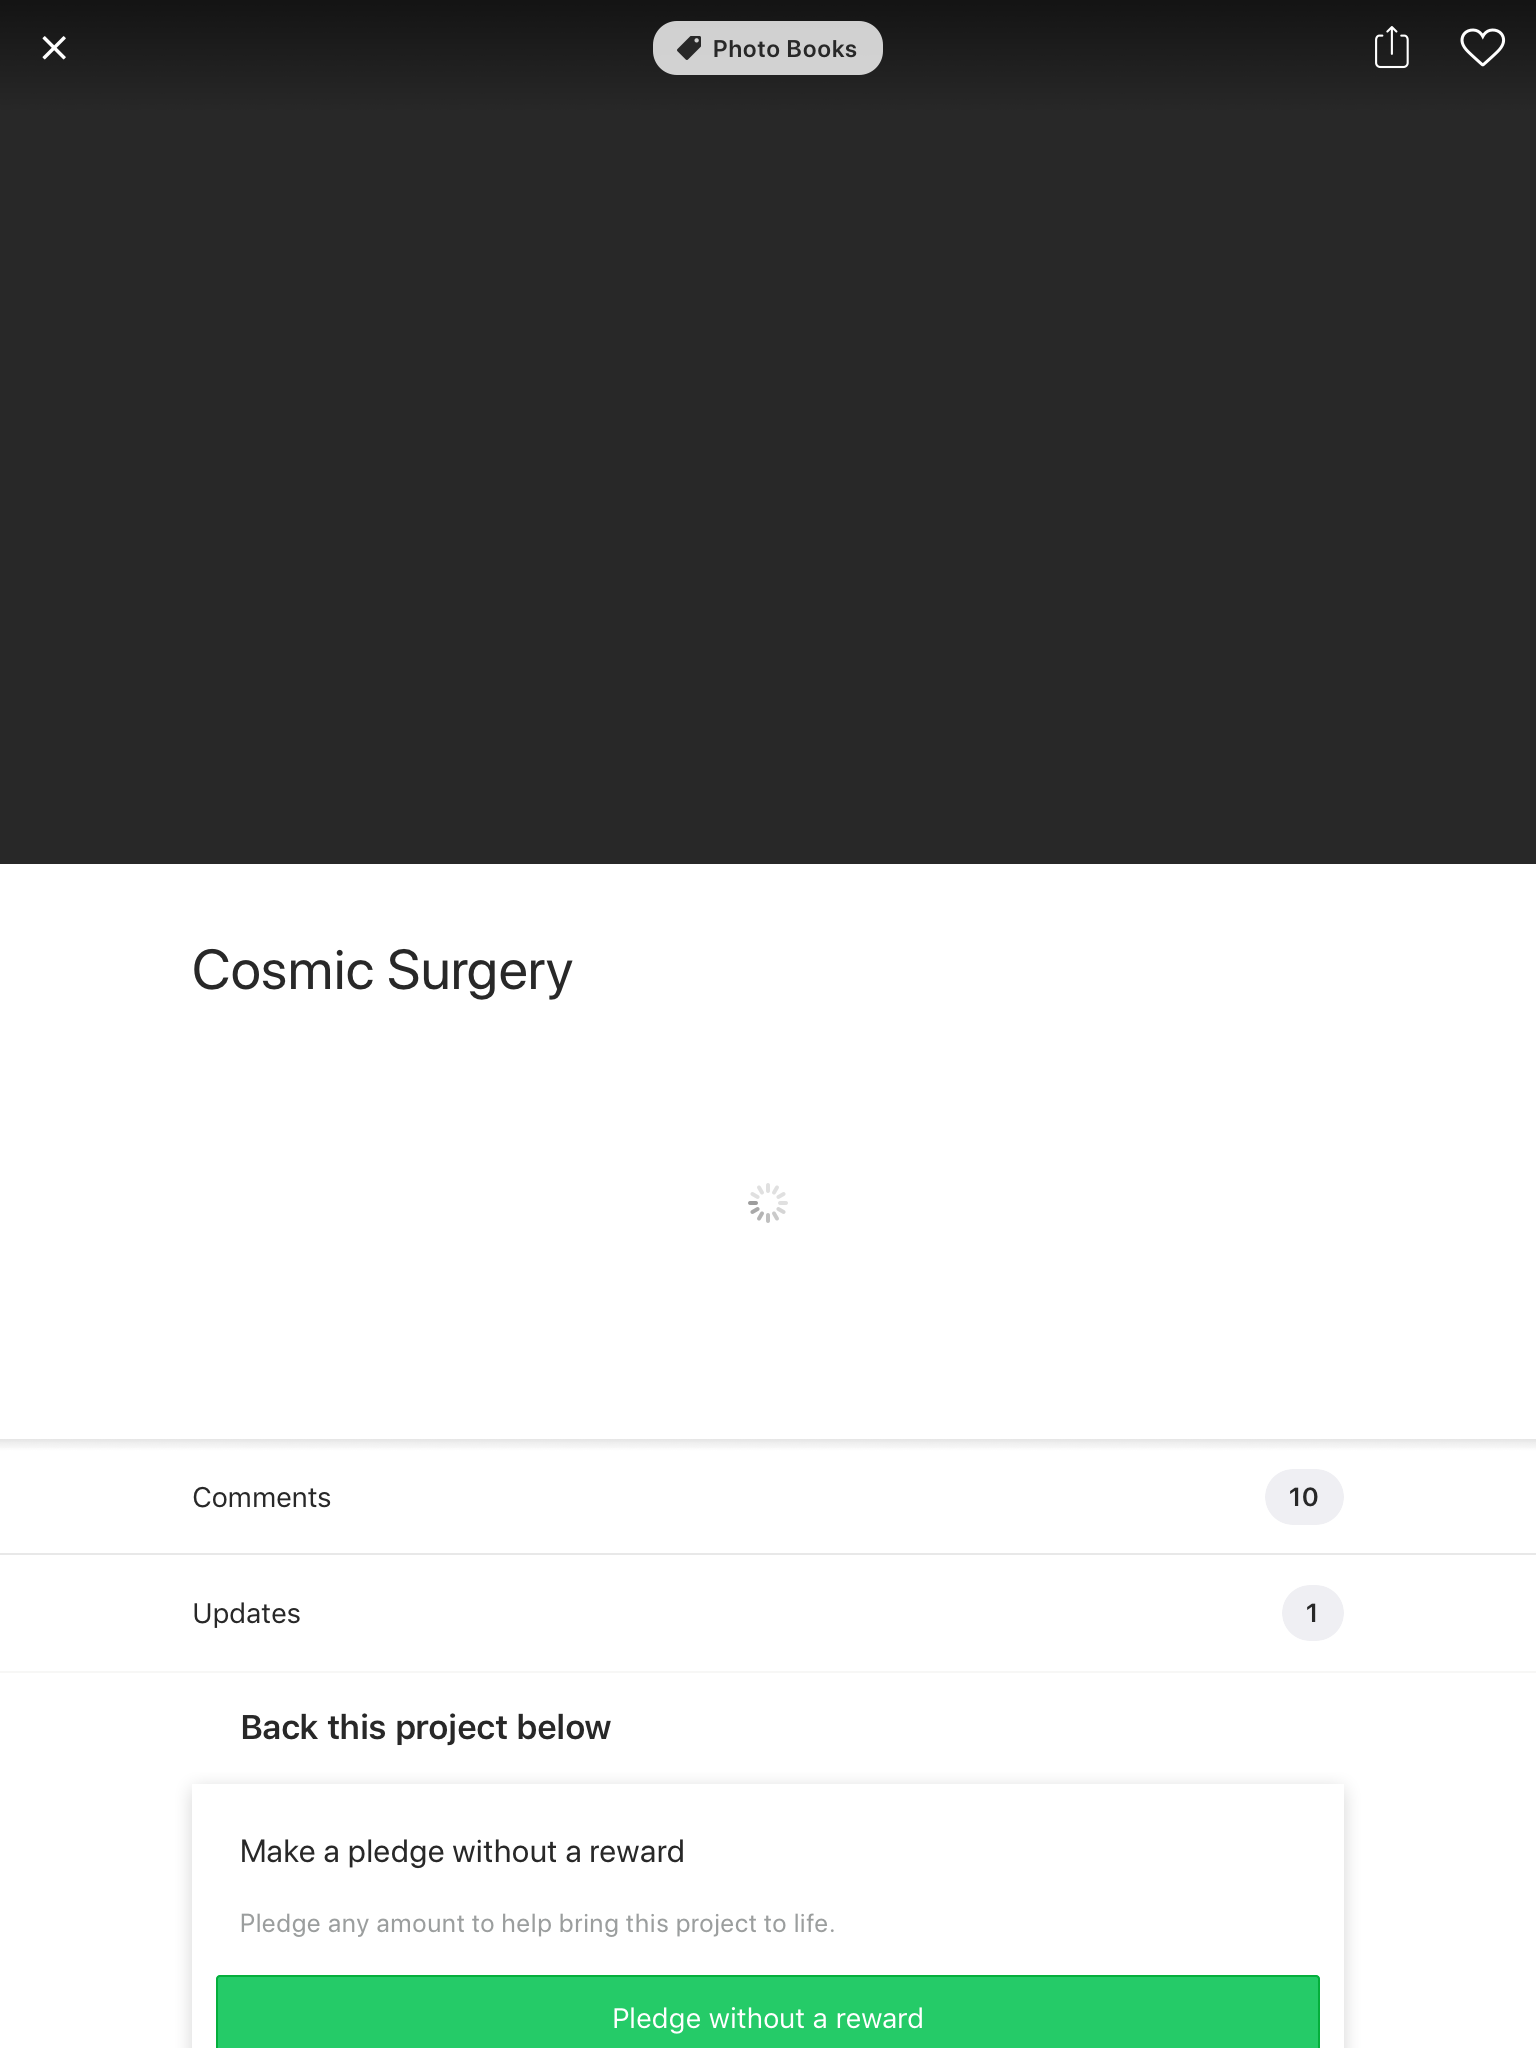 Photo Books
Cosmic Surgery
Comments
10
Updates
1
Back this project below
Make a pledge without a reward
Pledge any amount to help bring this project to life.
Pledge without a reward